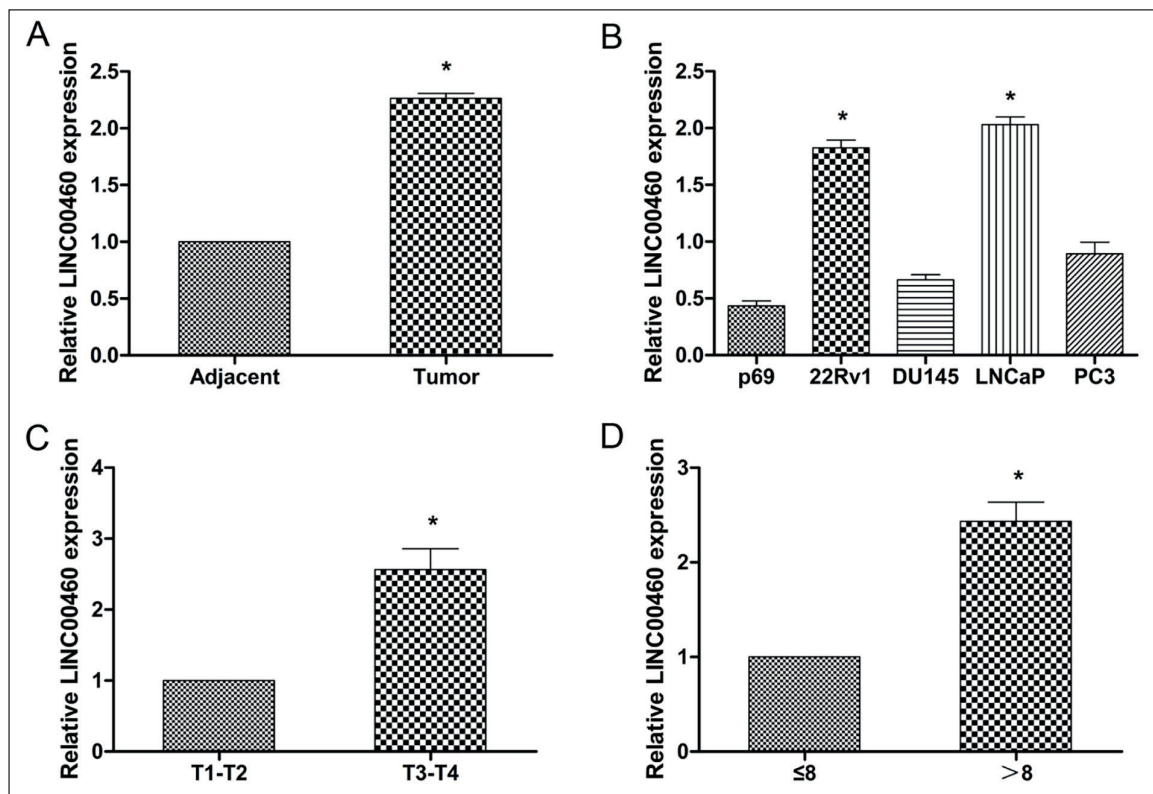 A
Relative LINC00460 expression
2.5
2.0
1.5
1.0
0.5
0.0
*
Adjacent Tumor
B
Relative LINC00460 expression
2.5
2.0
1.5
1.0
0.5
0.0
* *
p69 22Rv1 DU145 LNCaP PC3
C
Relative LINC00460 expression
4
3
2
1
0
*
T1-T2 T3-T4
D
Relative LINC00460 expression
3
2
1
0
*
≤8 >8